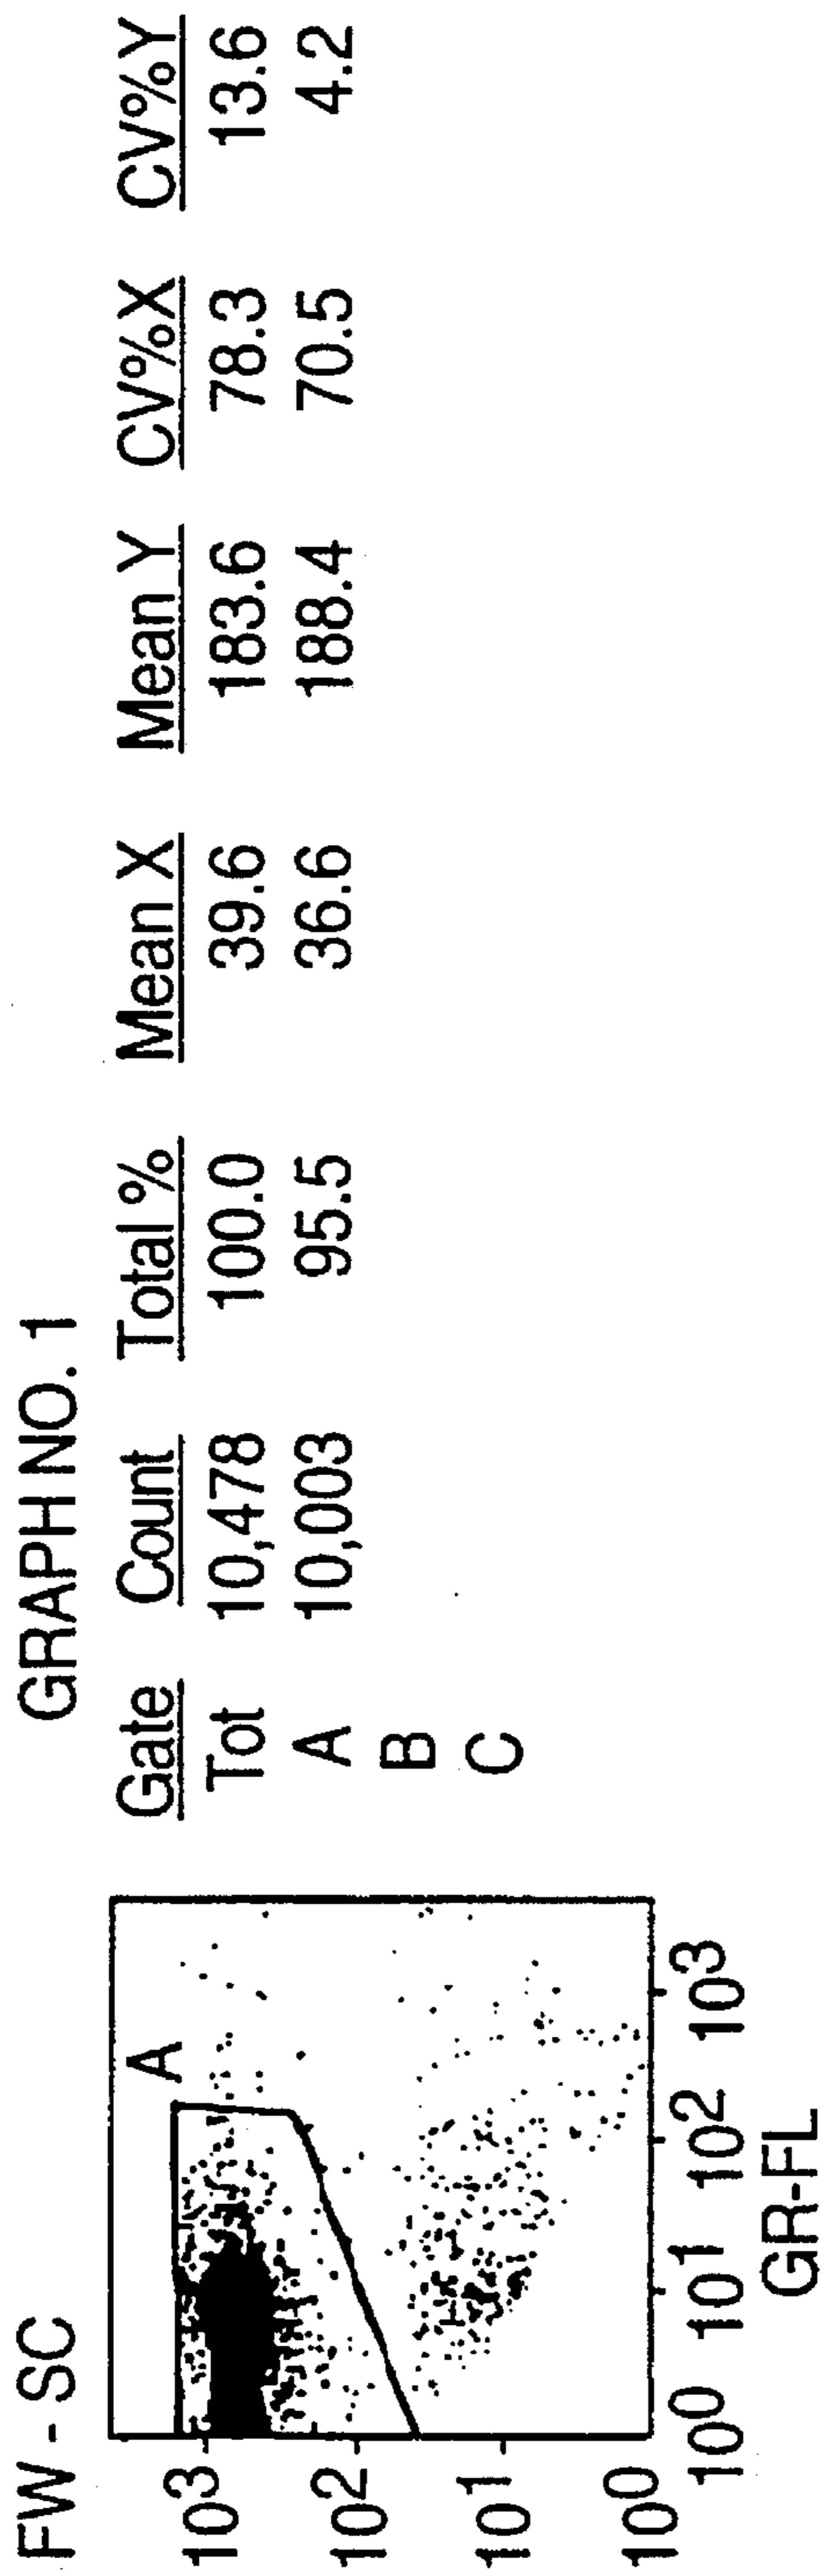 GRAPH NO. 1
FW - SC
A
10³
10²
10¹
10⁰
10⁰ 10¹ 10² 10³
GR-FL
Gate Count Total % Mean X Mean Y CV%X CV%Y
Tot 10,478 100.0 39.6 183.6 78.3 13.6
A 10,003 95.5 36.6 188.4 70.5 4.2
B
C